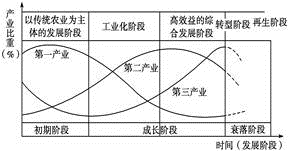 产业比重(%)
以传统农业为主
体的发展阶段
工业化阶段
高效益的综
合发展阶段
转型阶段
再生阶段
第一产业
第二产业
第三产业
初期阶段
成长阶段
衰落阶段
时间(发展阶段)